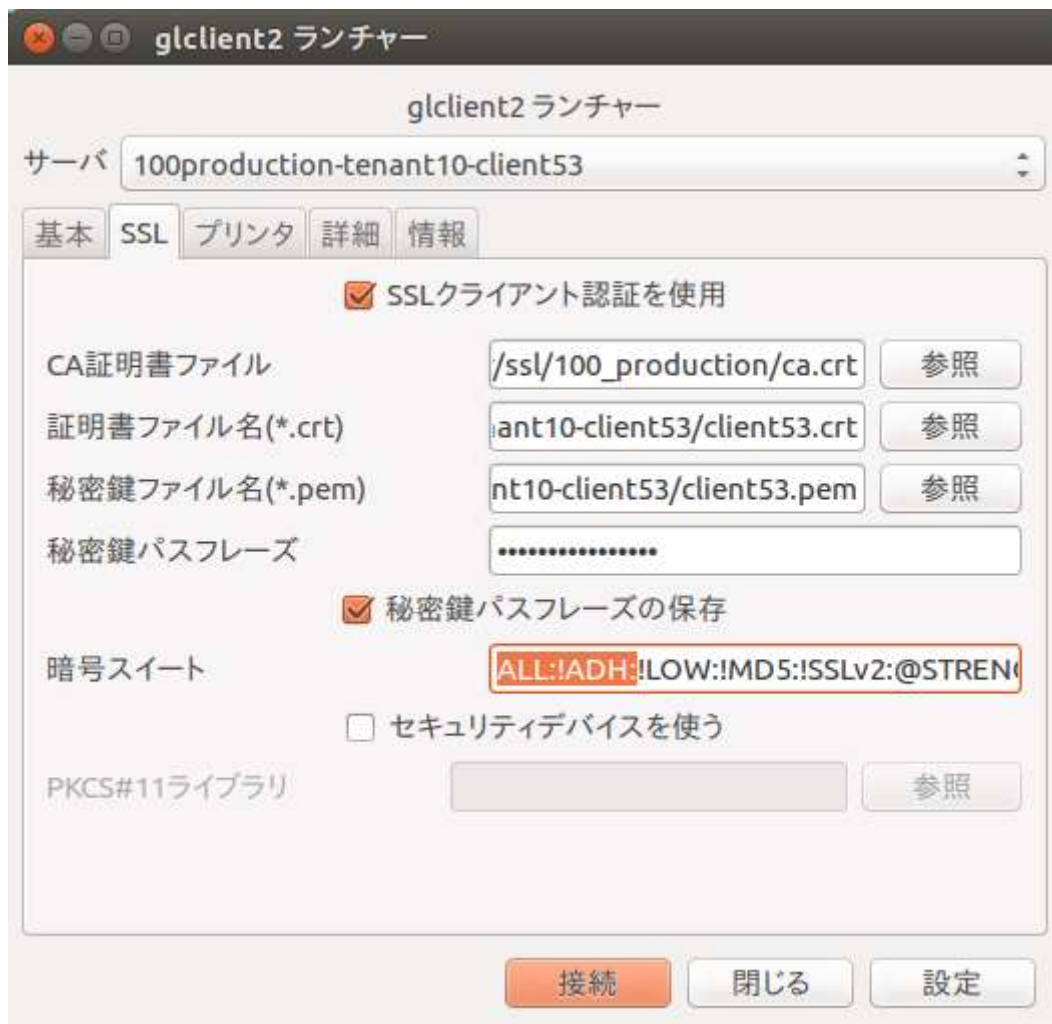 glclient2 ランチャー
glclient2 ランチャー
サーバ 100production-tenant10-client53
基本 SSL プリンタ 詳細 情報
SSLクライアント認証を使用
CA証明書ファイル /ssl/100_production/ca.crt 参照
証明書ファイル名(*.crt) ant10-client53/client53.crt 参照
秘密鍵ファイル名(*.pem) nt10-client53/client53.pem 参照
秘密鍵パスフレーズ ••••••••••••••••
秘密鍵パスフレーズの保存
暗号スイート ALL:!ADH:!LOW:!MD5:!SSLv2:@STREN
セキュリティデバイスを使う
PKCS#11ライブラリ 参照
接続 閉じる 設定